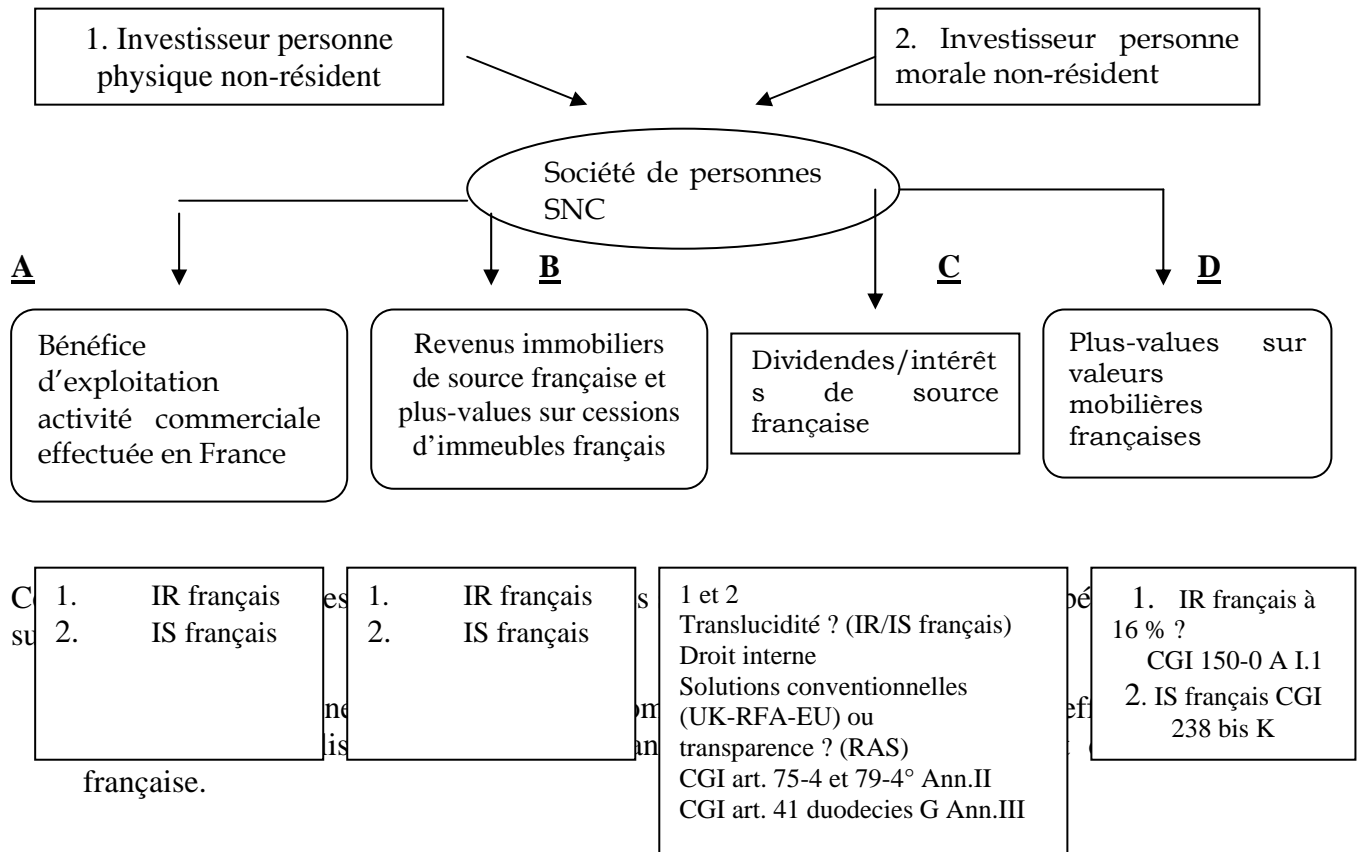 1. Investisseur personne
physique non-résident
2. Investisseur personne
morale non-résident
Société de personnes
SNC
A
B
C
D
Bénéfice
d’exploitation
activité commerciale
effectuée en France
Revenus immobiliers
de source française et
plus-values sur cessions
d’immeubles français
Dividendes/intérêt
s de source
française
Plus-values sur
valeurs
mobilières
françaises
1. IR français
2. IS français
1. IR français
2. IS français
1 et 2
Translucidité ? (IR/IS français)
Droit interne
Solutions conventionnelles
(UK-RFA-EU) ou
transparence ? (RAS)
CGI art. 75-4 et 79-4° Ann.II
CGI art. 41 duodecies G Ann.III
1. IR français à
16 % ?
CGI 150-0 A I.1
2. IS français CGI
238 bis K
française.